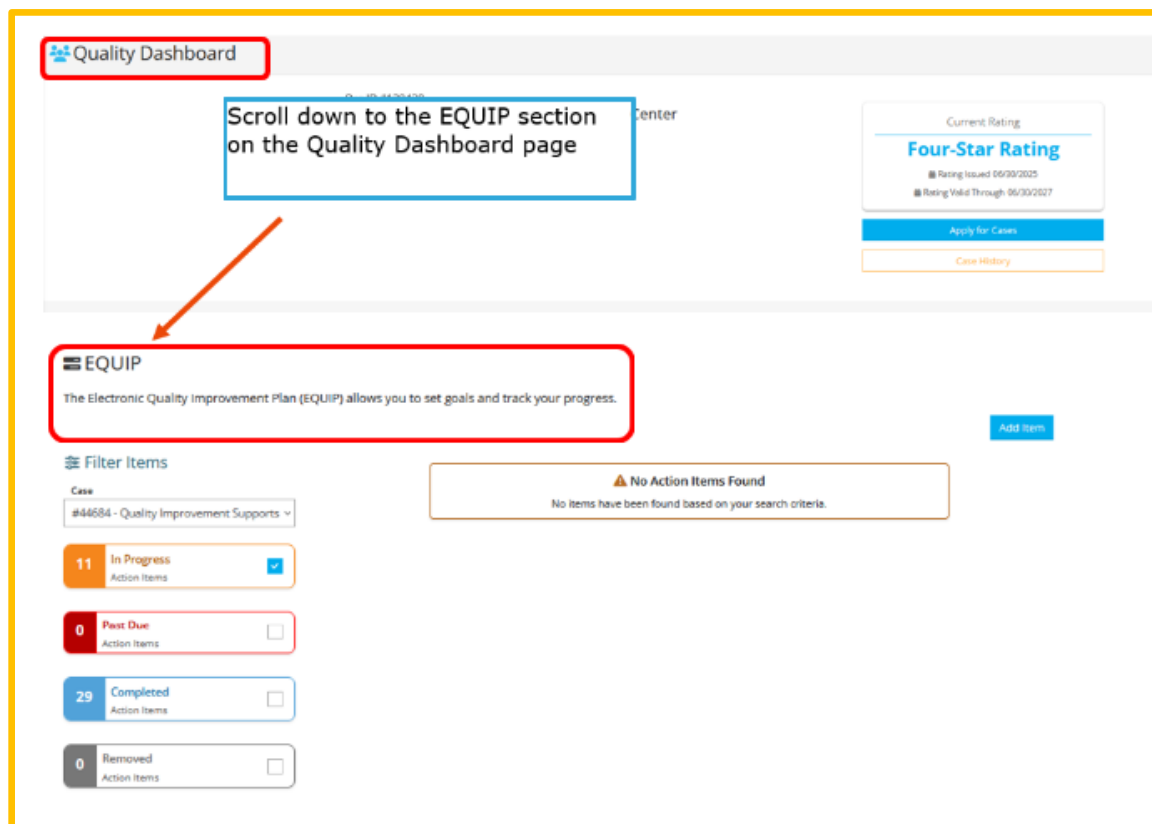 Quality Dashboard
Scroll down to the EQUIP section
on the Quality Dashboard page
Center
Current Rating
Four-Star Rating
Rating Issued 06/30/2025
Rating Valid Through 06/30/2027
Apply for Cases
Case History
EQUIP
The Electronic Quality Improvement Plan (EQUIP) allows you to set goals and track your progress.
Add Item
Filter Items
Case
#44684 - Quality Improvement Supports
No Action Items Found
No items have been found based on your search criteria.
11 In Progress
Action Items
0 Past Due
Action Items
29 Completed
Action Items
0 Removed
Action Items